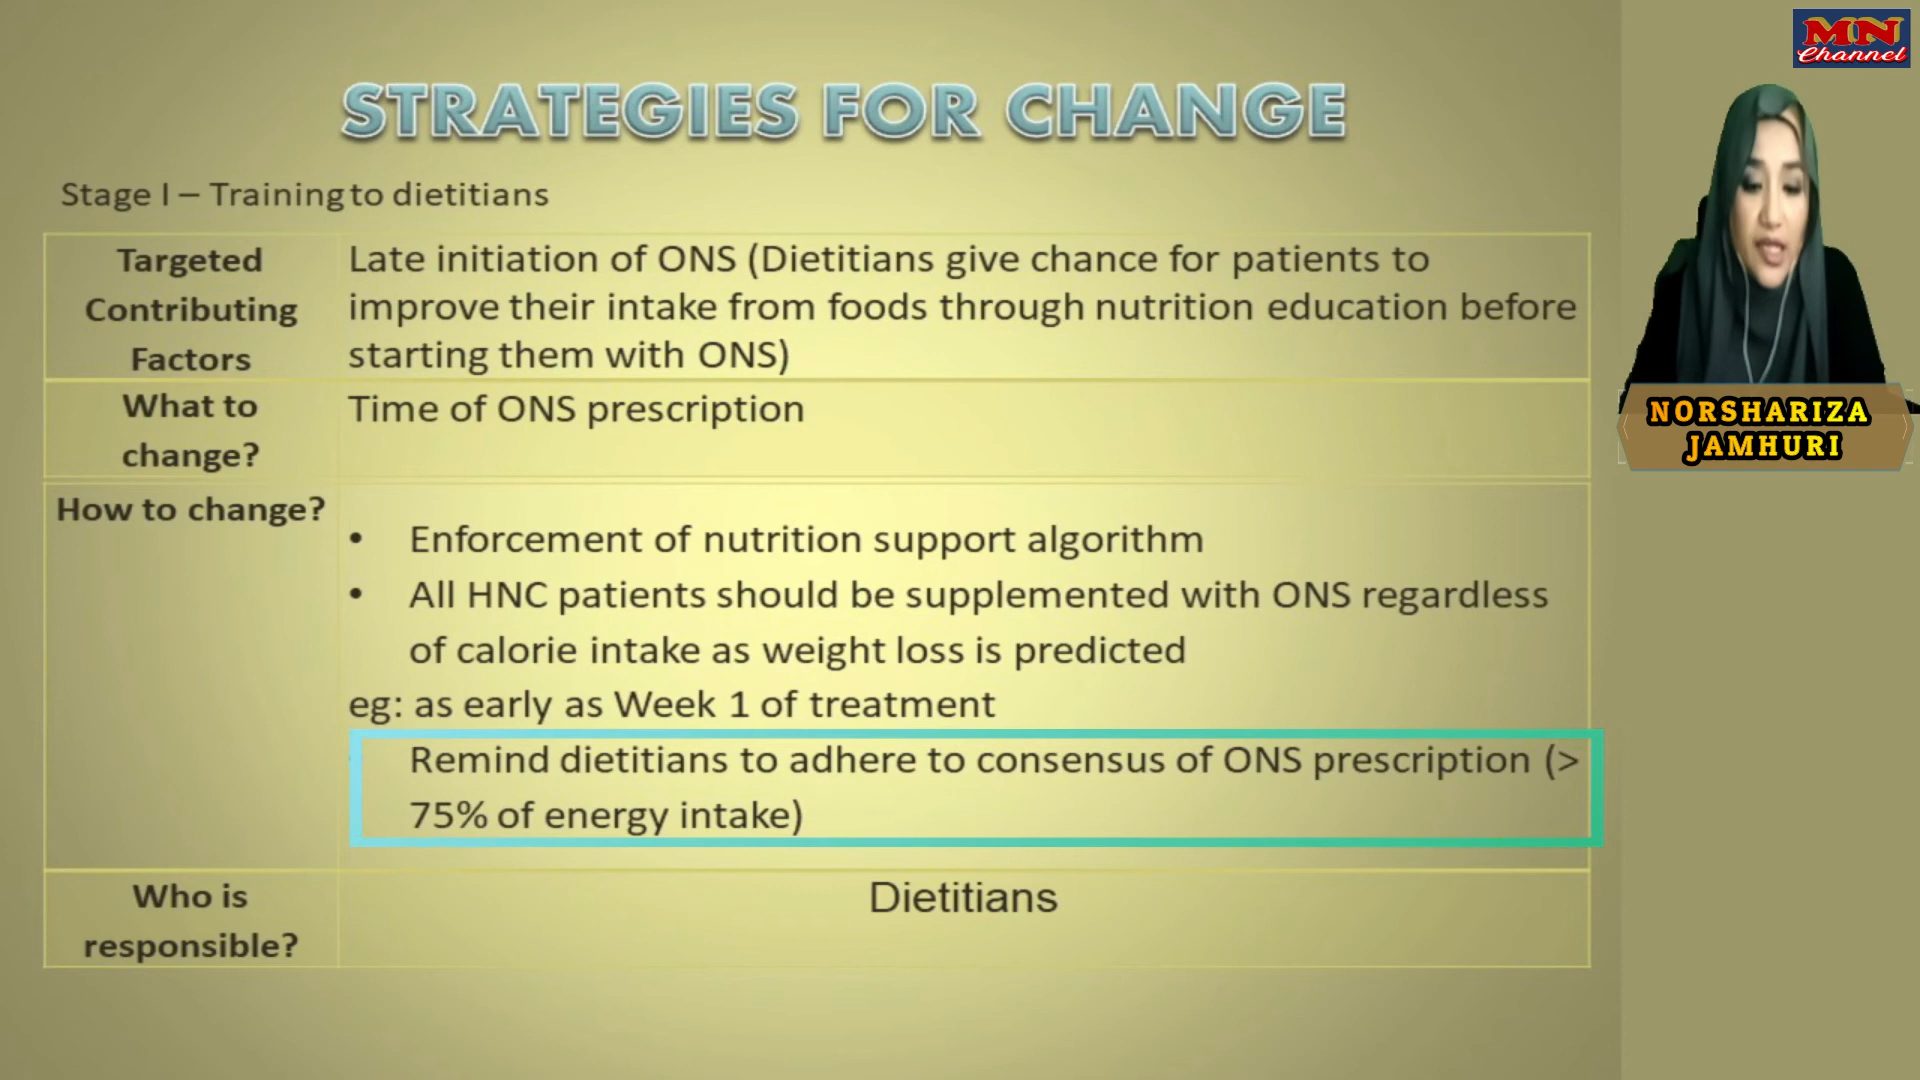 MN
Channel
STRATEGIES FOR CHANGE
Stage I – Training to dietitians
Targeted
Contributing
Factors
Late initiation of ONS (Dietitians give chance for patients to
improve their intake from foods through nutrition education before
starting them with ONS)
What to
change?
Time of ONS prescription
How to change?
• Enforcement of nutrition support algorithm
• All HNC patients should be supplemented with ONS regardless
of calorie intake as weight loss is predicted
eg: as early as Week 1 of treatment
Remind dietitians to adhere to consensus of ONS prescription (>
75% of energy intake)
Who is
responsible?
Dietitians
NORSHARIZA
JAMHURI